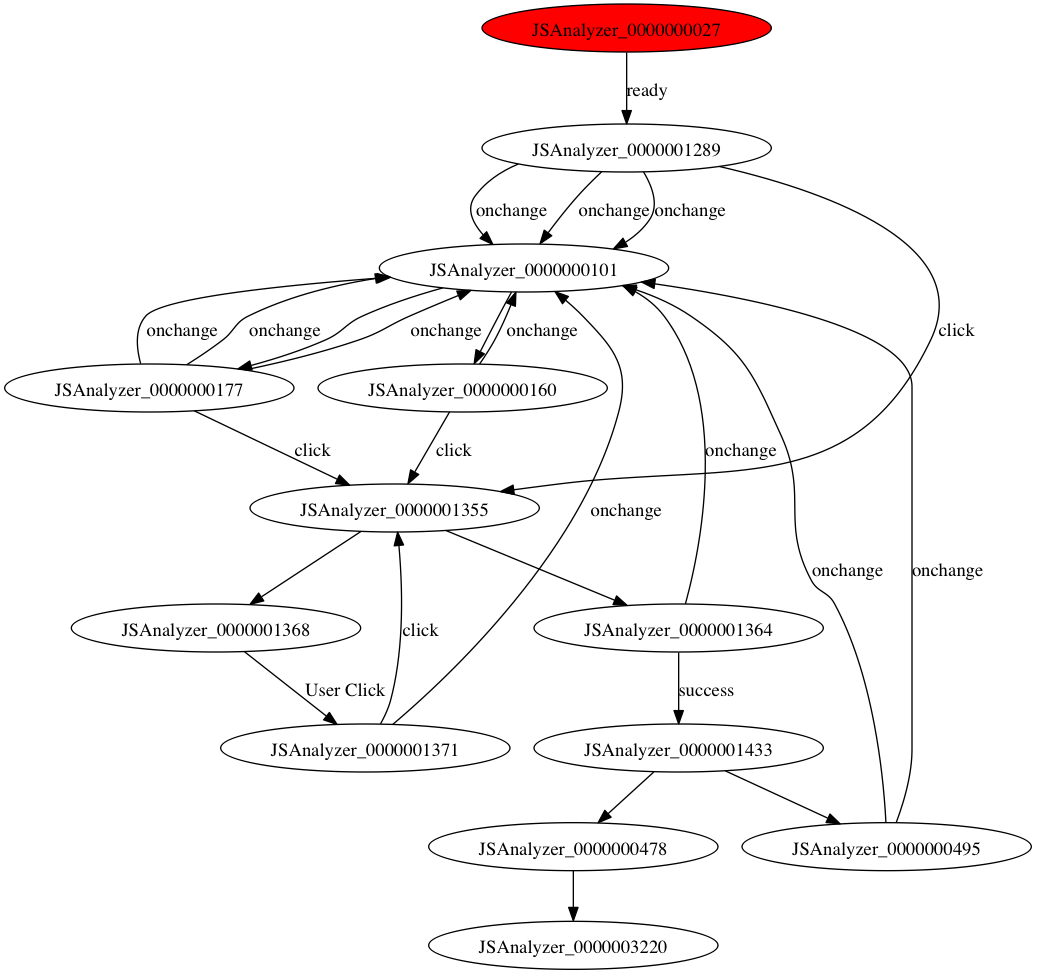 JSAnalyzer_0000000027
ready
JSAnalyzer_0000001289
onchange
onchange
onchange
JSAnalyzer_0000000101
onchange
onchange
onchange
onchange
click
JSAnalyzer_0000000177
JSAnalyzer_0000000160
click
click
onchange
JSAnalyzer_0000001355
onchange
onchange
onchange
JSAnalyzer_0000001368
click
JSAnalyzer_0000001364
User Click
success
JSAnalyzer_0000001371
JSAnalyzer_0000001433
JSAnalyzer_0000000478
JSAnalyzer_0000000495
JSAnalyzer_0000003220